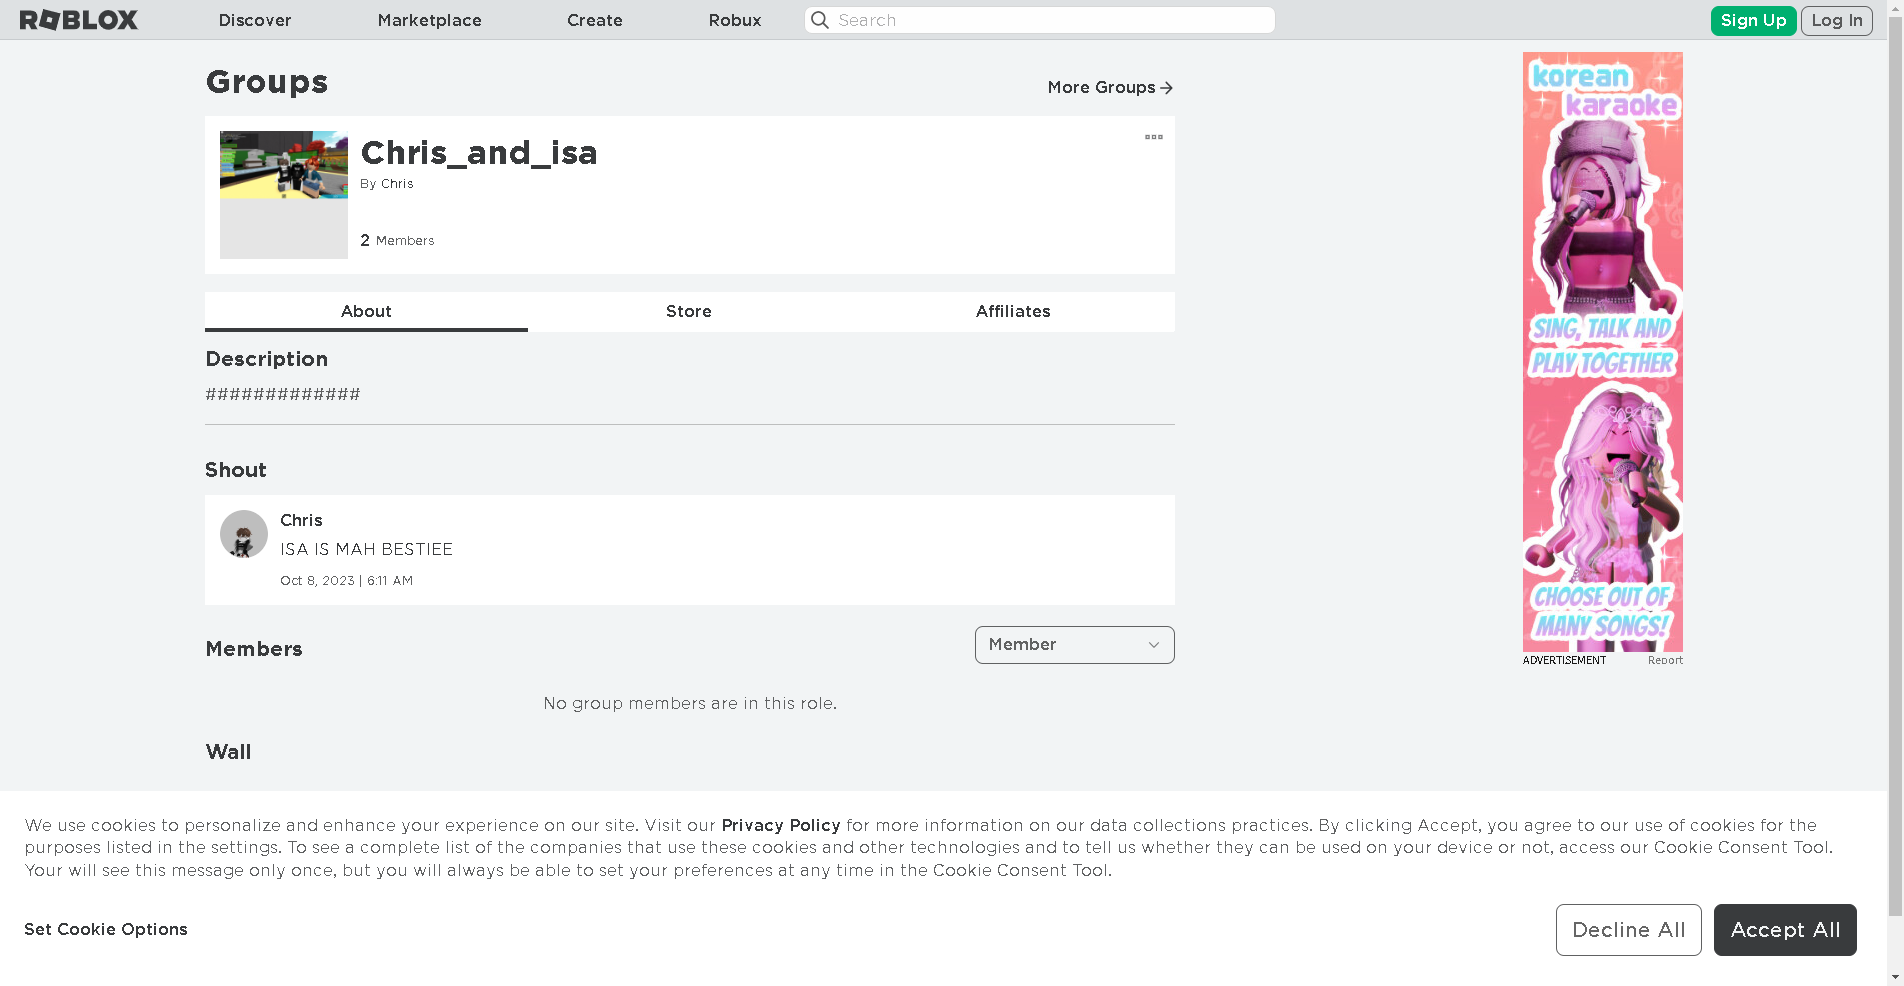 ROBLOX
Discover
Marketplace
Create
Robux
Search
Sign Up
Log In
Groups
More Groups
Chris_and_isa
By Chris
2 Members
About
Store
Affiliates
Description
#############
Shout
Chris
ISA IS MAH BESTIEE
Oct 8, 2023 | 6:11 AM
Members
Member
No group members are in this role.
Wall
korean
karaoke
SING, TALK AND
PLAY TOGETHER
CHOOSE OUT OF
MANY SONGS!
ADVERTISEMENT
Report
We use cookies to personalize and enhance your experience on our site. Visit our Privacy Policy for more information on our data collections practices. By clicking Accept, you agree to our use of cookies for the
purposes listed in the settings. To see a complete list of the companies that use these cookies and other technologies and to tell us whether they can be used on your device or not, access our Cookie Consent Tool.
Your will see this message only once, but you will always be able to set your preferences at any time in the Cookie Consent Tool.
Set Cookie Options
Decline All
Accept All